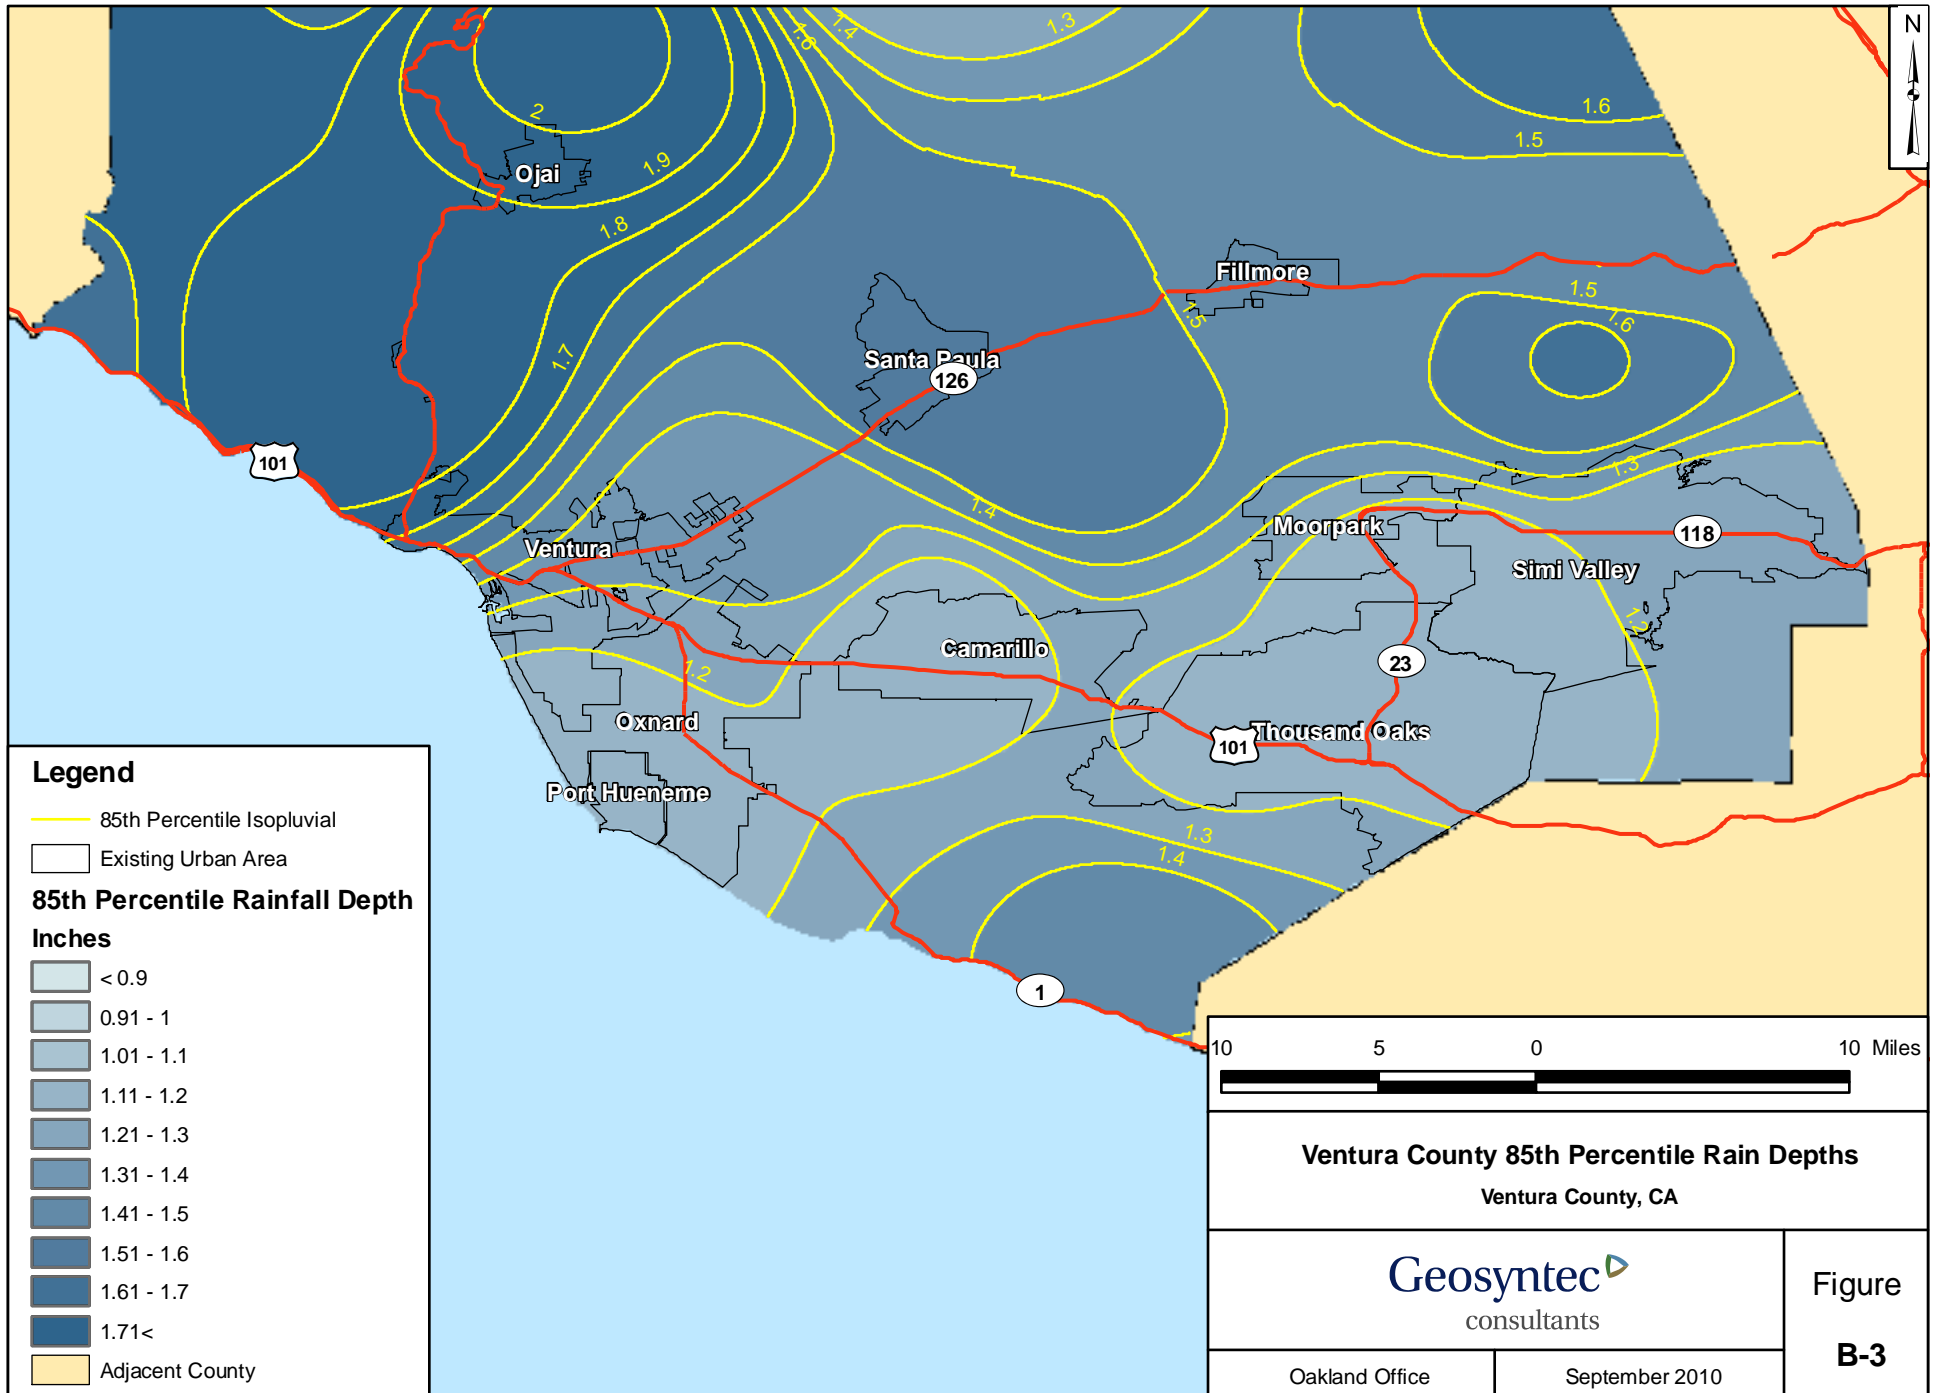 1.3
1.4
1.6
N
2
1.6
1.5
1.9
Ojai
1.8
Fillmore
1.5
1.5
1.6
1.7
Santa Paula
126
101
1.3
1.4
Moorpark
118
Ventura
Simi Valley
1.2
Camarillo
23
1.2
Oxnard
Thousand Oaks
101
Port Hueneme
1.3
1.4
1
Legend
85th Percentile Isopluvial
Existing Urban Area
85th Percentile Rainfall Depth
Inches
< 0.9
0.91 - 1
1.01 - 1.1
1.11 - 1.2
1.21 - 1.3
1.31 - 1.4
1.41 - 1.5
1.51 - 1.6
1.61 - 1.7
1.71<
Adjacent County
10 5 0 10 Miles
Ventura County 85th Percentile Rain Depths
Ventura County, CA
Geosyntec
consultants
Figure
B-3
Oakland Office
September 2010